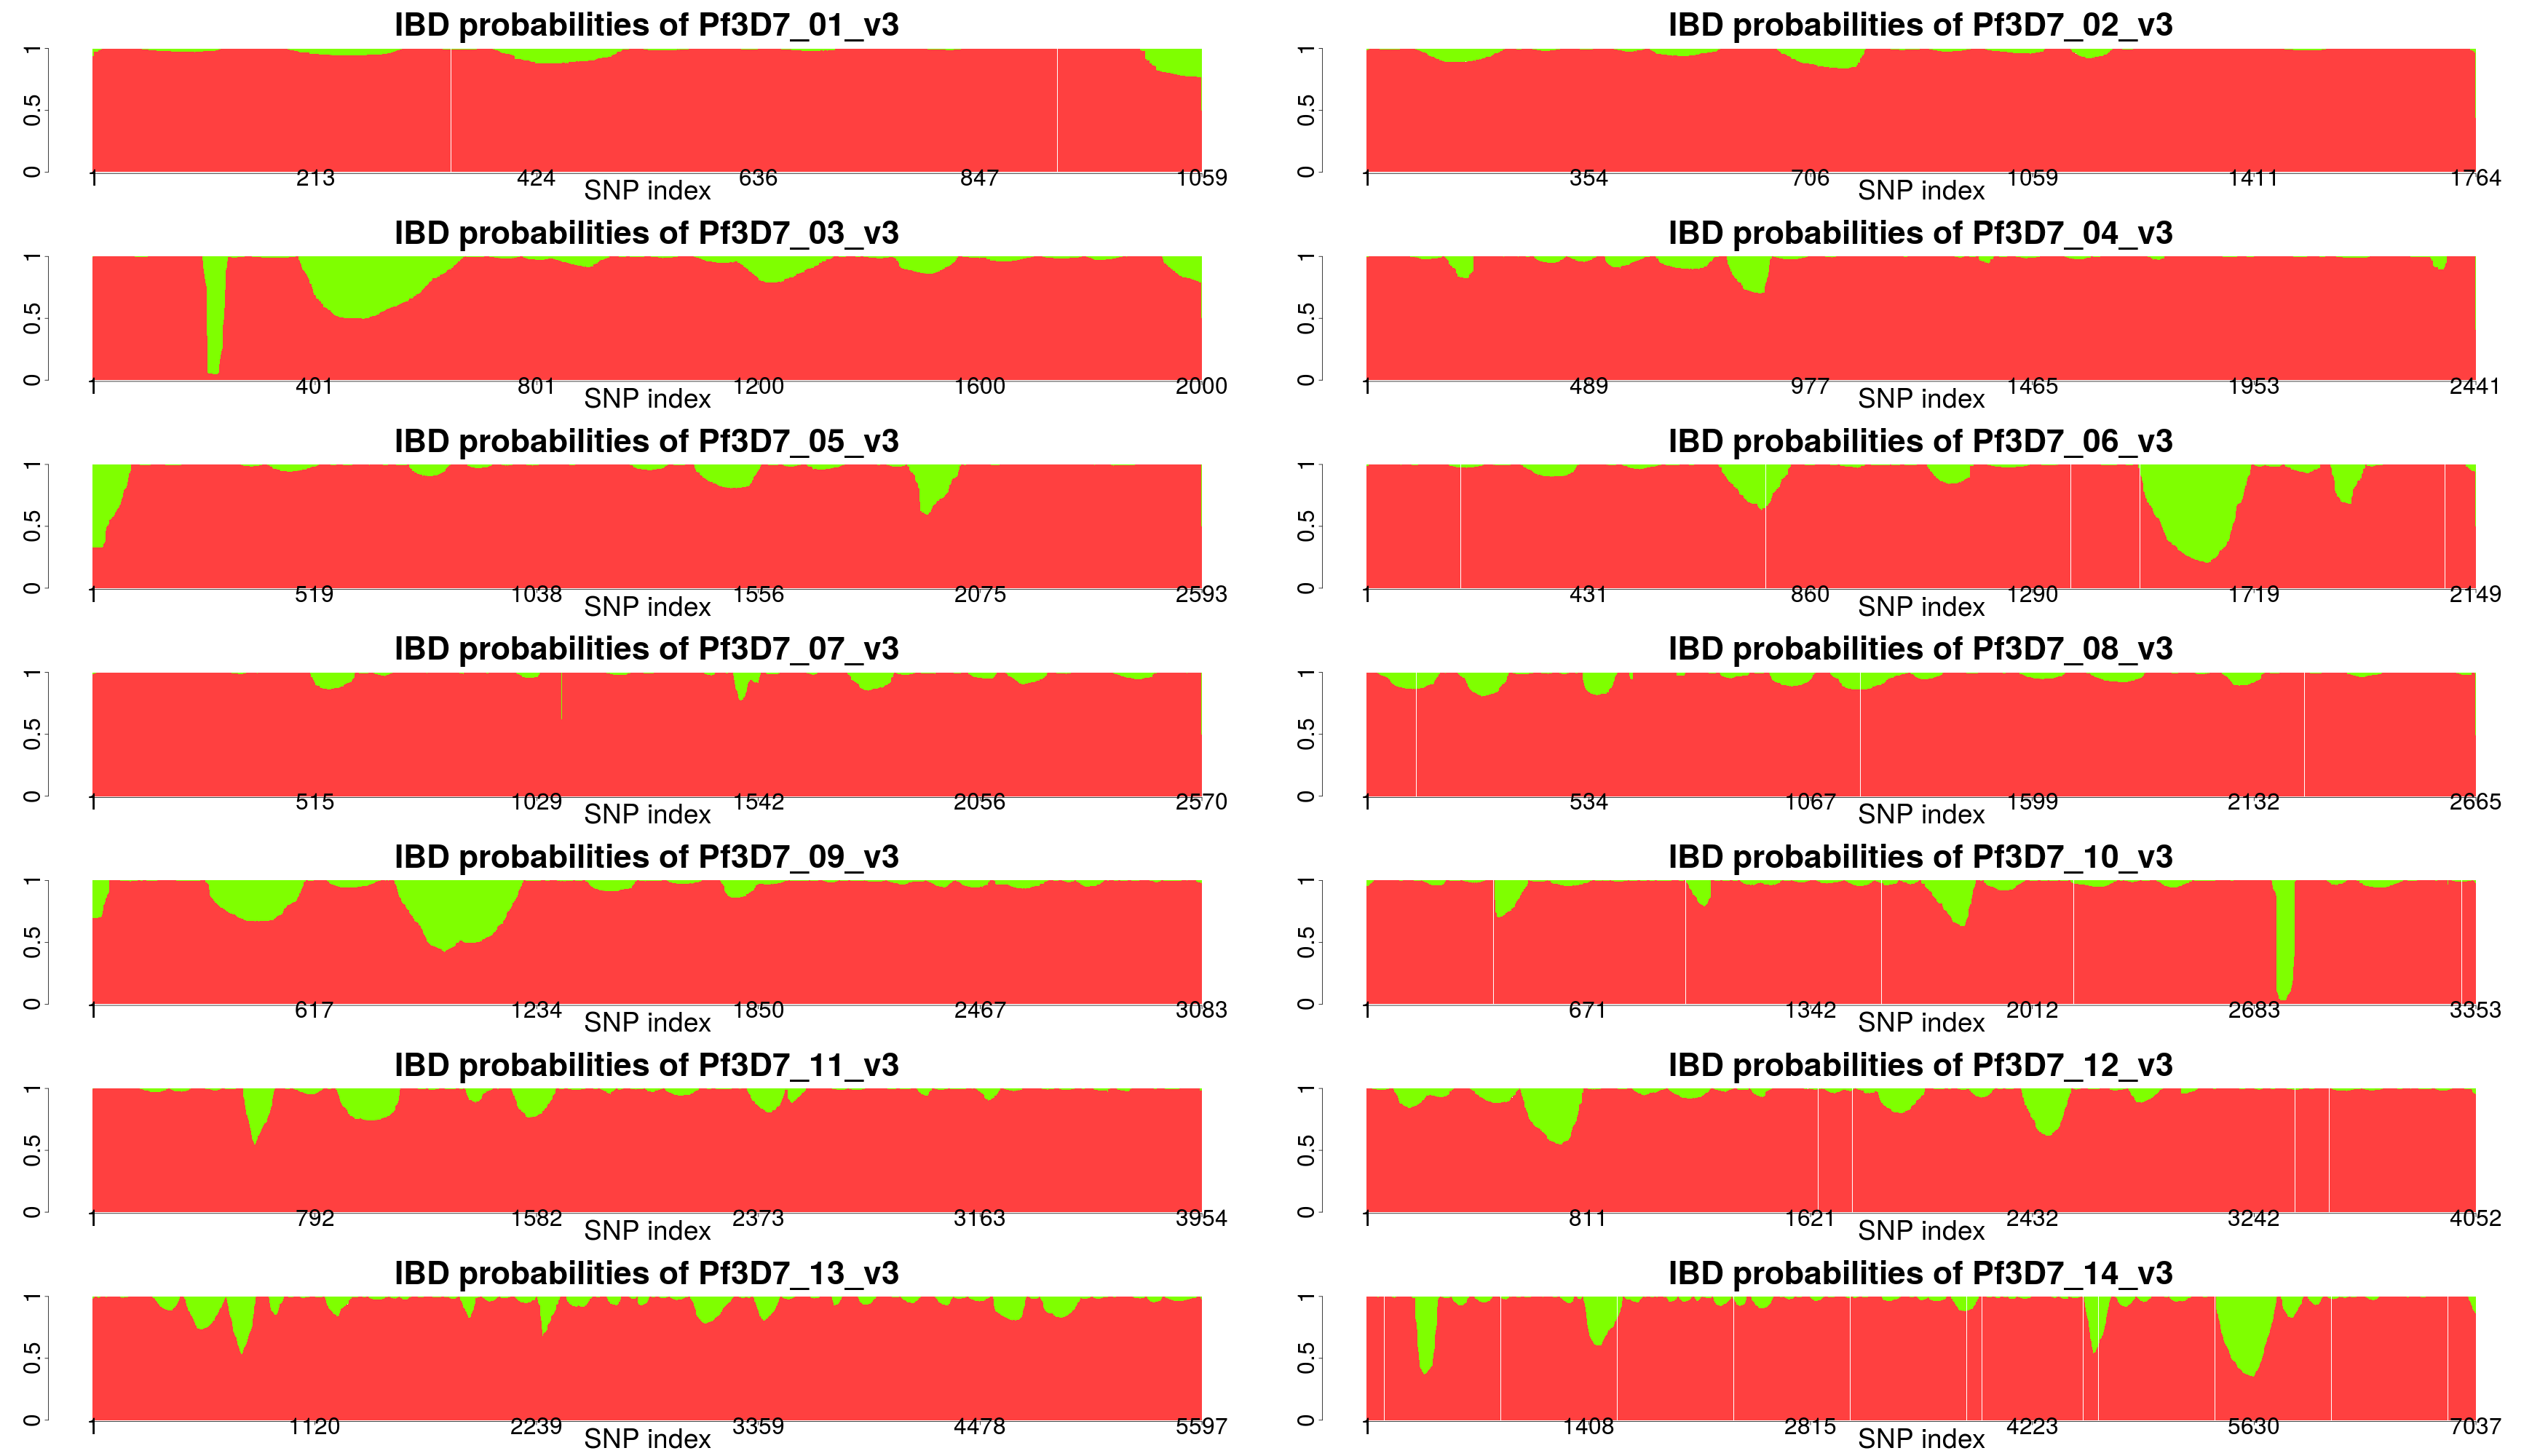 IBD probabilities of Pf3D7_01_v3
0 0.5 1
1 213 424 636 847 1059
SNP index
IBD probabilities of Pf3D7_02_v3
0 0.5 1
1 354 706 1059 1411 1764
SNP index
IBD probabilities of Pf3D7_03_v3
0 0.5 1
1 401 801 1200 1600 2000
SNP index
IBD probabilities of Pf3D7_04_v3
0 0.5 1
1 489 977 1465 1953 2441
SNP index
IBD probabilities of Pf3D7_05_v3
0 0.5 1
1 519 1038 1556 2075 2593
SNP index
IBD probabilities of Pf3D7_06_v3
0 0.5 1
1 431 860 1290 1719 2149
SNP index
IBD probabilities of Pf3D7_07_v3
0 0.5 1
1 515 1029 1542 2056 2570
SNP index
IBD probabilities of Pf3D7_08_v3
0 0.5 1
1 534 1067 1599 2132 2665
SNP index
IBD probabilities of Pf3D7_09_v3
0 0.5 1
1 617 1234 1850 2467 3083
SNP index
IBD probabilities of Pf3D7_10_v3
0 0.5 1
1 671 1342 2012 2683 3353
SNP index
IBD probabilities of Pf3D7_11_v3
0 0.5 1
1 792 1582 2373 3163 3954
SNP index
IBD probabilities of Pf3D7_12_v3
0 0.5 1
1 811 1621 2432 3242 4052
SNP index
IBD probabilities of Pf3D7_13_v3
0 0.5 1
1 1120 2239 3359 4478 5597
SNP index
IBD probabilities of Pf3D7_14_v3
0 0.5 1
1 1408 2815 4223 5630 7037
SNP index